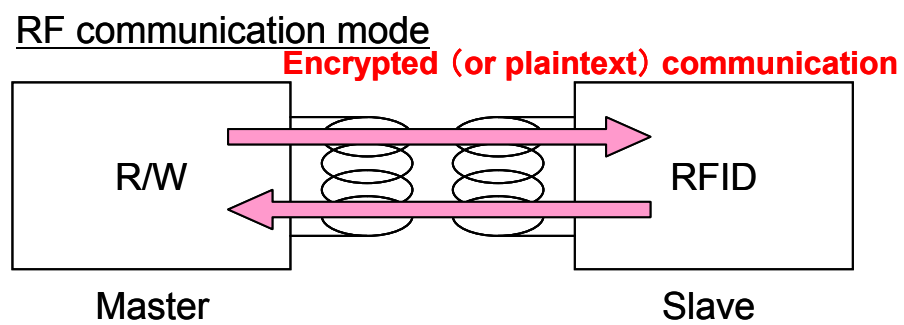 RF communication mode
Encrypted（or plaintext）communication
R/W
RFID
Master
Slave